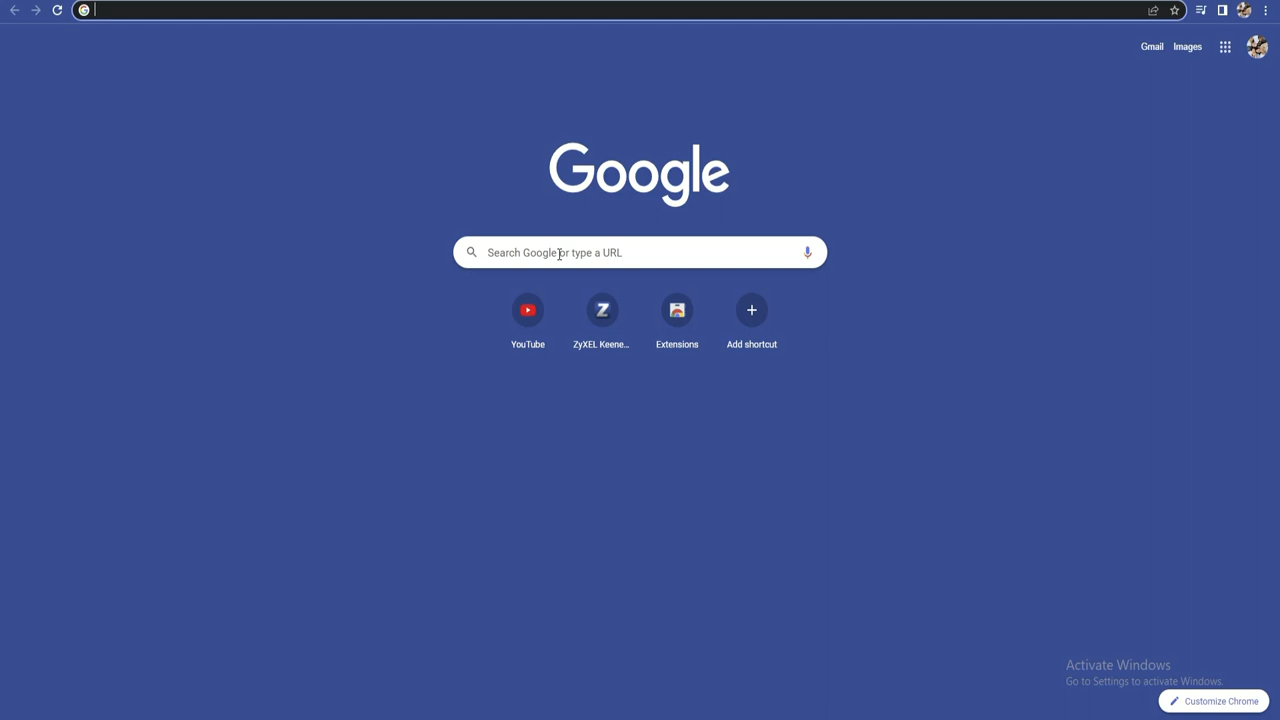 Gmail Images
Google
Search Google or type a URL
YouTube
ZyXEL Keene...
Extensions
Add shortcut
Activate Windows
Go to Settings to activate Windows.
Customize Chrome